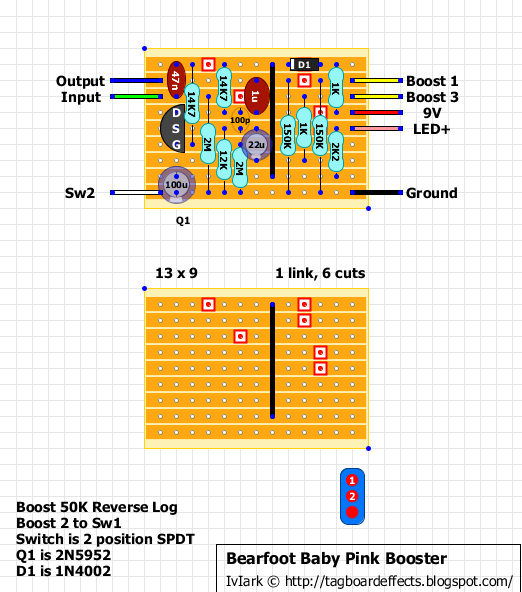 D1
47n
14K7
14K7
1u
1K
Output
Boost 1
Input
Boost 3
100p
9V
D
S
G
2M
12K
2M
22u
150K
1K
150K
2K2
LED+
100u
Sw2
Ground
Q1
13 x 9
1 link, 6 cuts
1
2
Boost 50K Reverse Log
Boost 2 to Sw1
Switch is 2 position SPDT
Q1 is 2N5952
D1 is 1N4002
Bearfoot Baby Pink Booster
IvIark © http://tagboardeffects.blogspot.com/